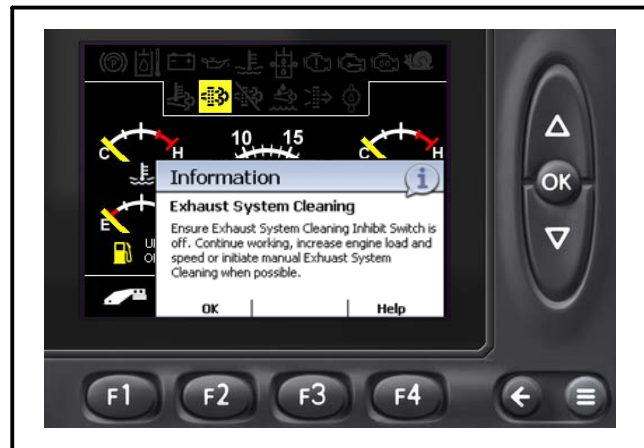 (P)
10 15
C H
C H
Information
i
Exhaust System Cleaning
Ensure Exhaust System Cleaning Inhibit Switch is
off. Continue working, increase engine load and
speed or initiate manual Exhuast System
Cleaning when possible.
E
OK Help
OK
F1 F2 F3 F4